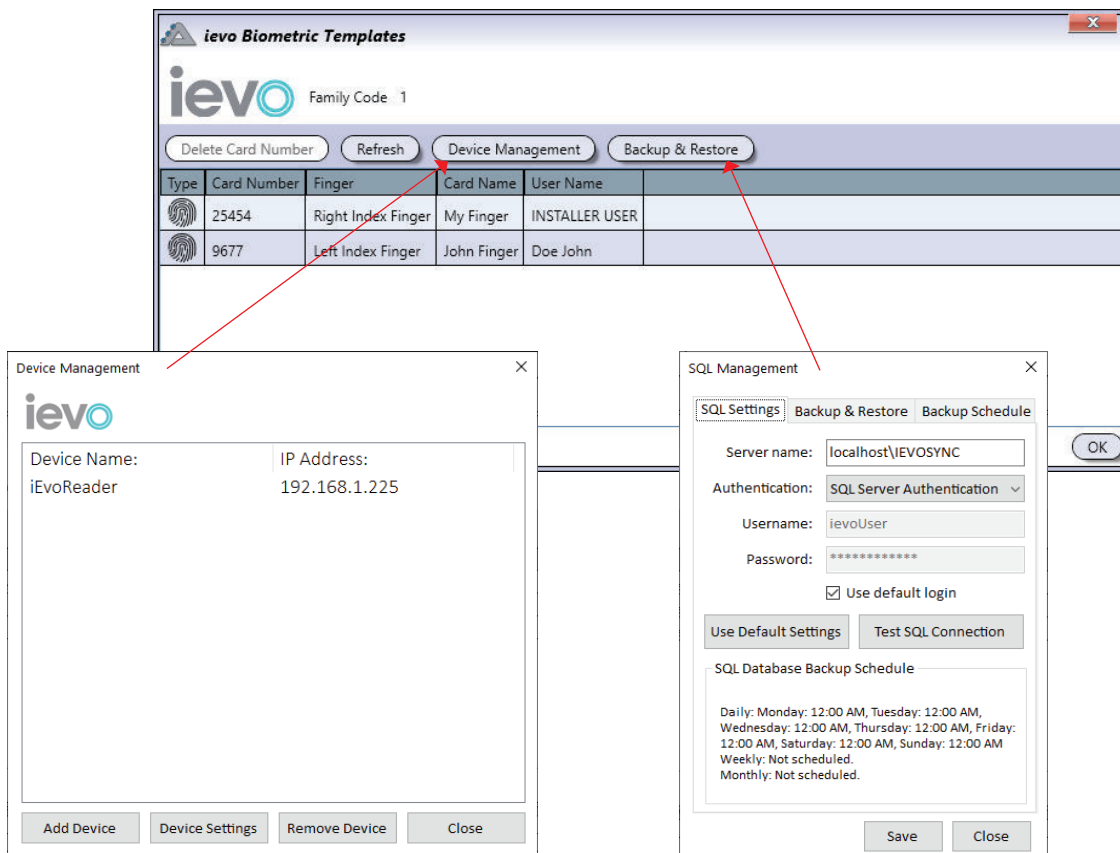 ievo Biometric Templates
X
ievo
Family Code 1
Delete Card Number Refresh Device Management Backup & Restore
Type Card Number Finger Card Name User Name
25454 Right Index Finger My Finger INSTALLER USER
9677 Left Index Finger John Finger Doe John
OK
Device Management
ievo
Device Name: IP Address:
iEvoReader 192.168.1.225
Add Device Device Settings Remove Device Close
SQL Management
SQL Settings Backup & Restore Backup Schedule
Server name: localhost\IEVOSYNC
Authentication: SQL Server Authentication
Username: ievoUser
Password: ************
Use default login
Use Default Settings Test SQL Connection
SQL Database Backup Schedule
Daily: Monday: 12:00 AM, Tuesday: 12:00 AM,
Wednesday: 12:00 AM, Thursday: 12:00 AM, Friday:
12:00 AM, Saturday: 12:00 AM, Sunday: 12:00 AM
Weekly: Not scheduled.
Monthly: Not scheduled.
Save Close